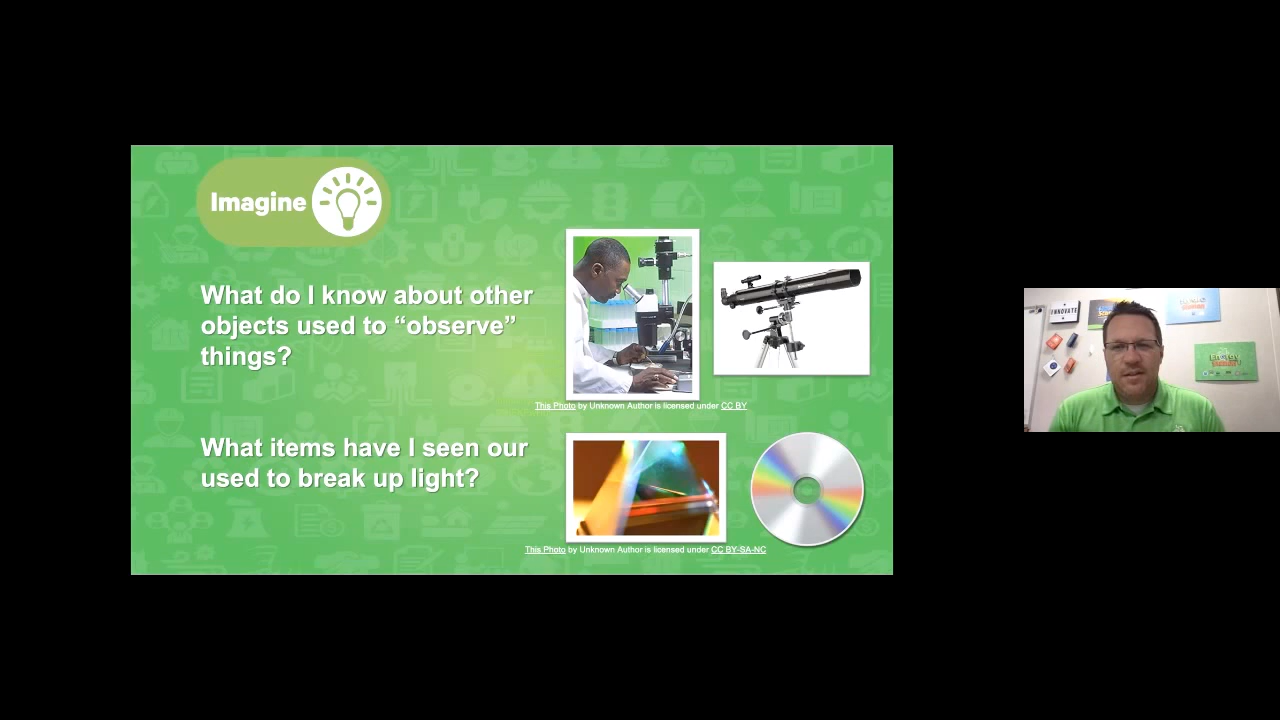 Imagine
What do I know about other
objects used to “observe”
things?
This Photo by Unknown Author is licensed under CC BY
What items have I seen our
used to break up light?
This Photo by Unknown Author is licensed under CC BY-SA-NC
INNOVATE